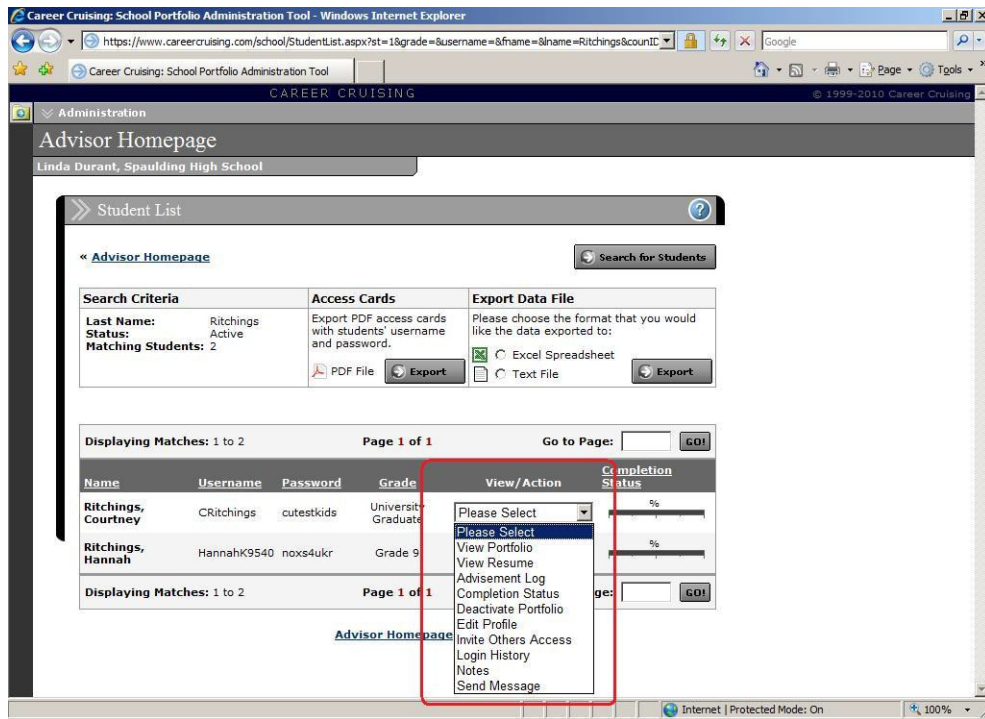 Career Cruising: School Portfolio Administration Tool - Windows Internet Explorer
https://www.careercruising.com/school/StudentList.aspx?st=1&grade=&username=&fname=&lname=Ritchings&counID
Google
Career Cruising: School Portfolio Administration Tool
Page
Tools
CAREER CRUISING
© 1999-2010 Career Cruising
Administration
Advisor Homepage
Linda Durant, Spaulding High School
Student List
?
« Advisor Homepage
Search for Students
Search Criteria
Access Cards
Export Data File
Last Name: Ritchings
Status: Active
Matching Students: 2
Export PDF access cards
with students' username
and password.
PDF File
Export
Please choose the format that you would
like the data exported to:
Excel Spreadsheet
Text File
Export
Displaying Matches: 1 to 2
Page 1 of 1
Go to Page:
GO!
Name
Username
Password
Grade
View/Action
Completion
Status
Ritchings,
Courtney
CRitchings
cutestkids
University
Graduate
Please Select
%
Ritchings,
Hannah
HannahK9540
noxs4ukr
Grade 9
%
Please Select
View Portfolio
View Resume
Advisement Log
Completion Status
Deactivate Portfolio
Edit Profile
Invite Others Access
Login History
Notes
Send Message
Displaying Matches: 1 to 2
Page 1 of 1
ge:
GO!
Advisor Homepage
Internet | Protected Mode: On
100%